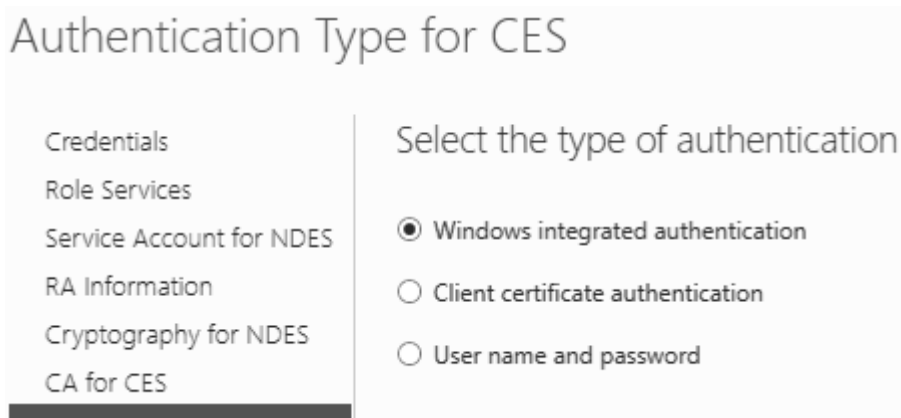 Authentication Type for CES
Credentials
Role Services
Service Account for NDES
RA Information
Cryptography for NDES
CA for CES
Select the type of authentication
Windows integrated authentication
Client certificate authentication
User name and password